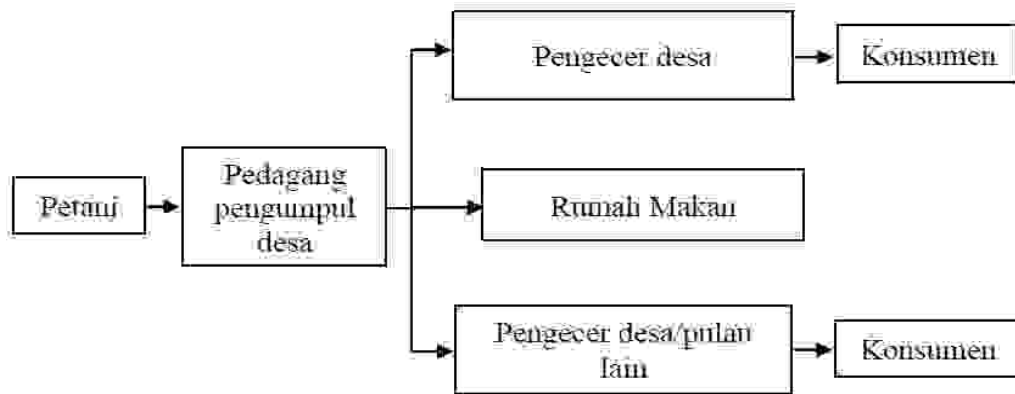 Pengecer desa
Konsumen
Petani
Pedagang
pengumpul
desa
Rumah Makan
Pengecer desa/pulau
lain
Konsumen